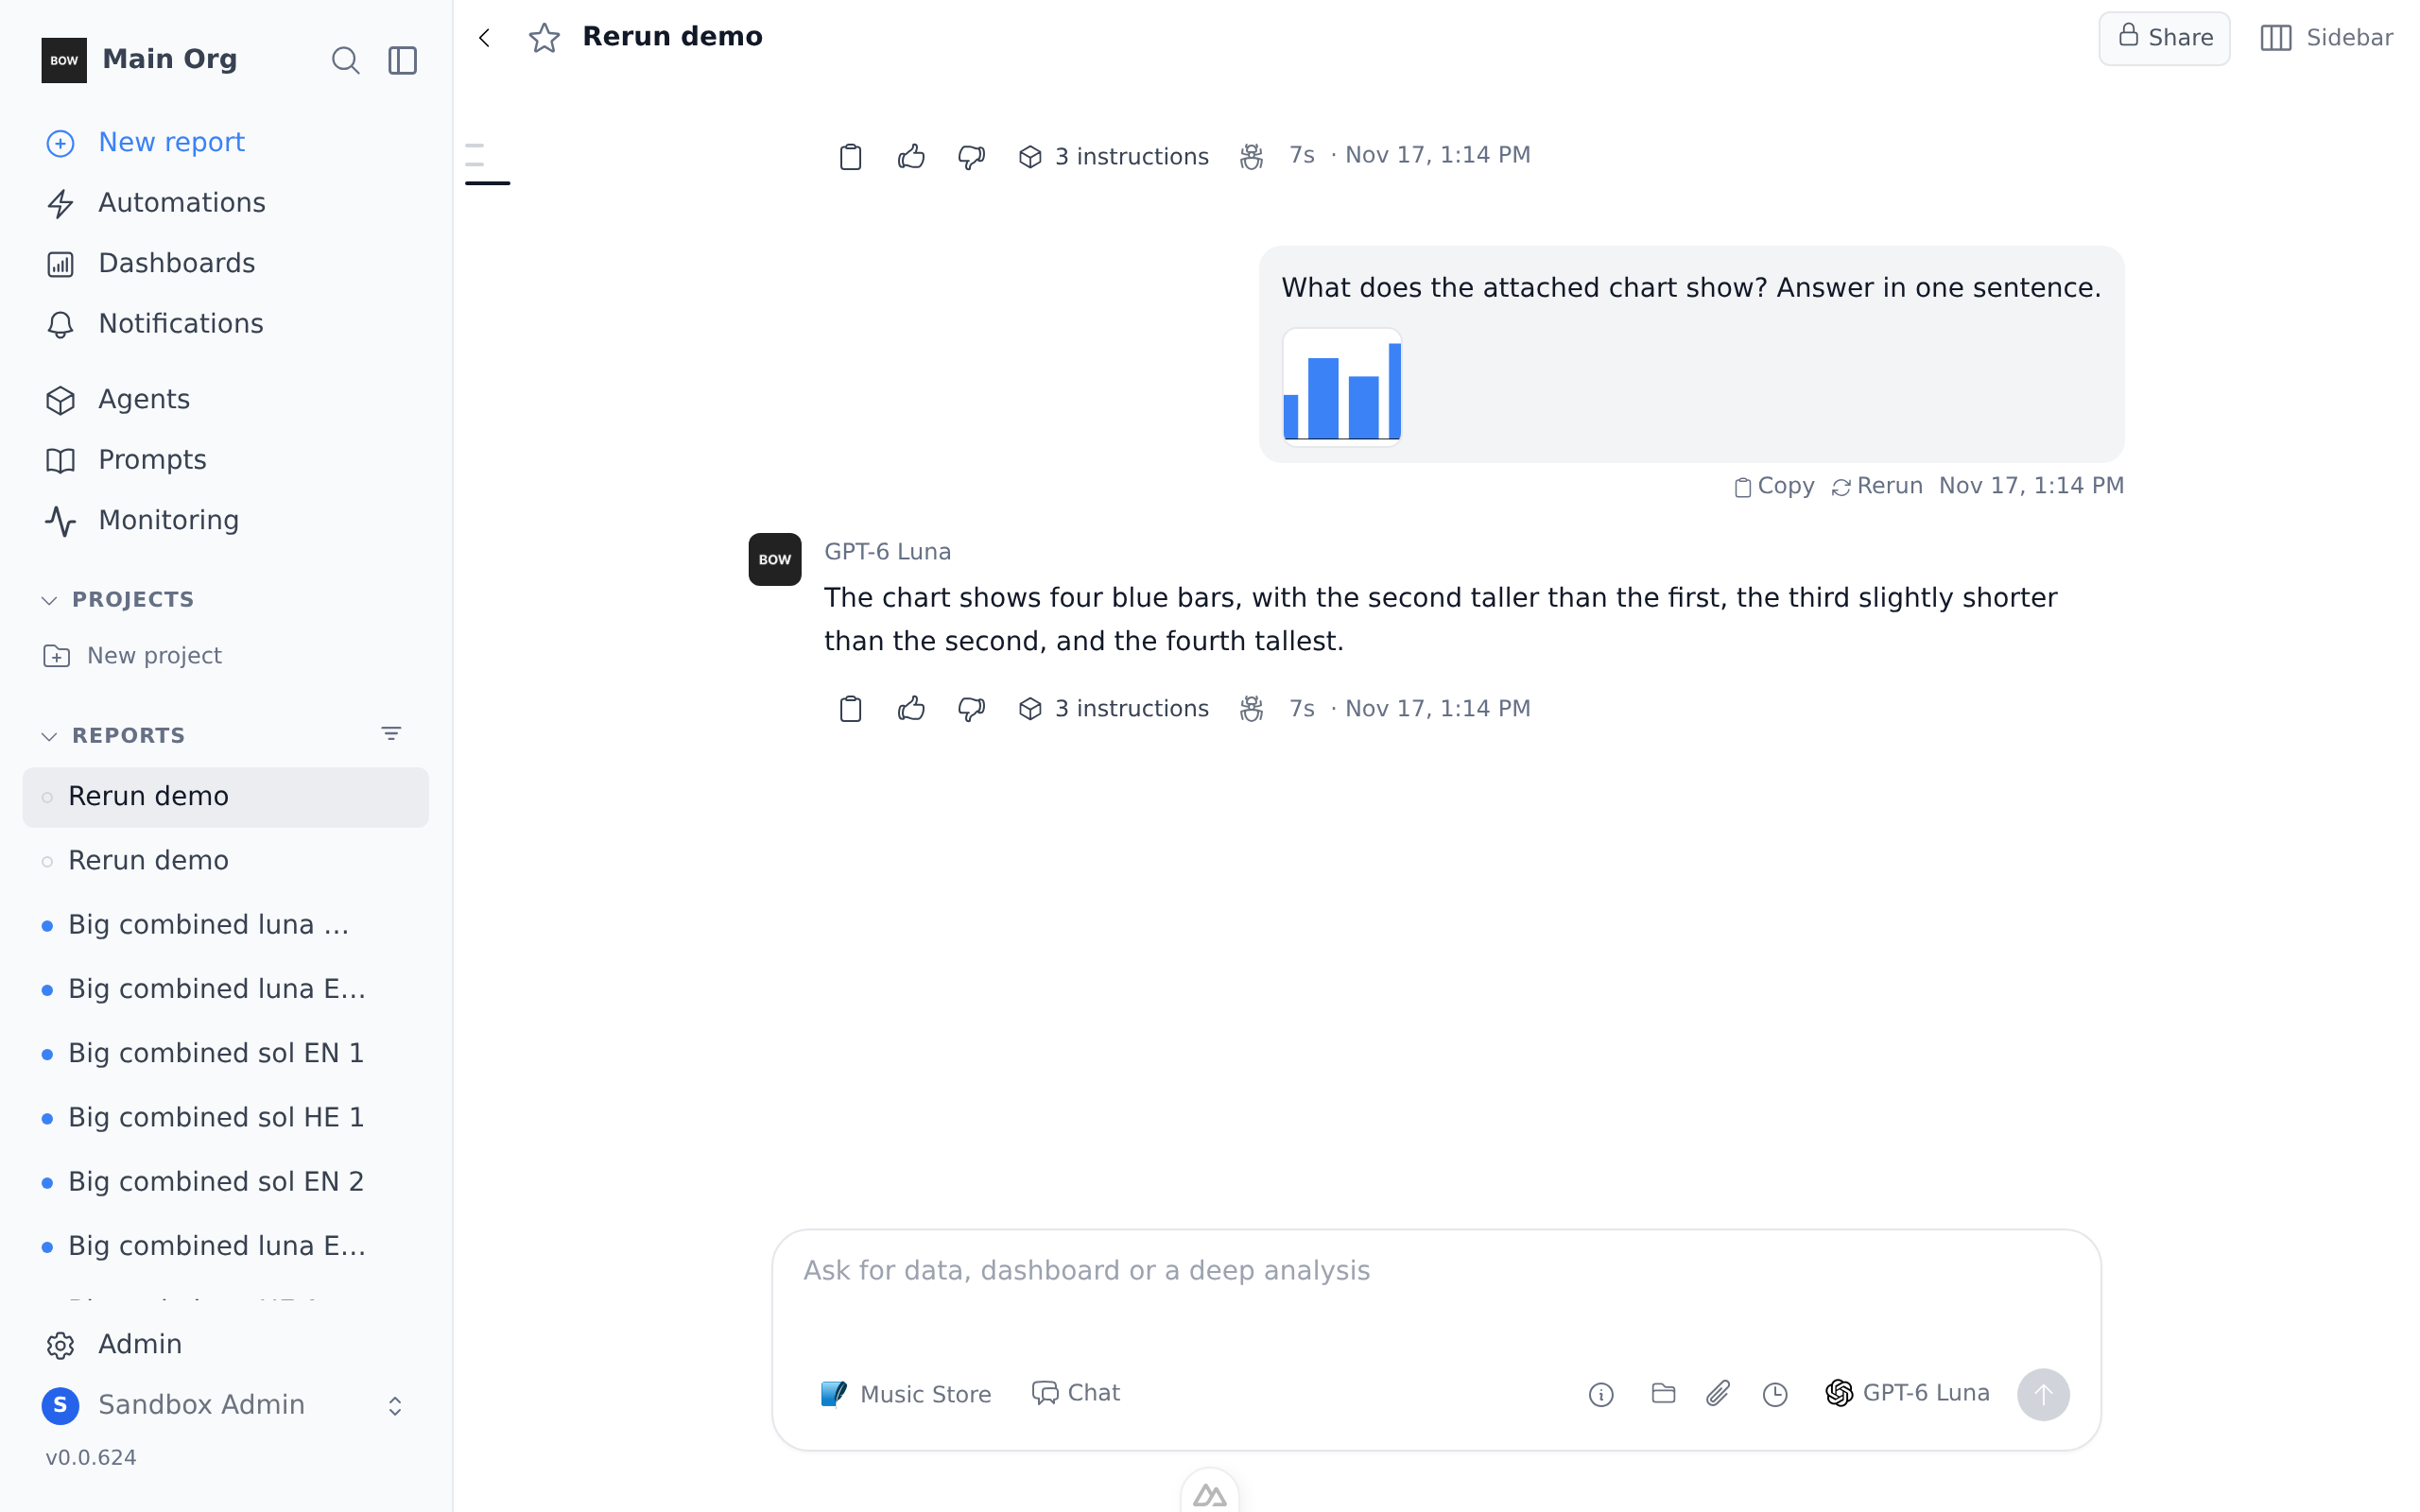 BOW Main Org
New report
Automations
Dashboards
Notifications
Agents
Prompts
Monitoring
PROJECTS
New project
REPORTS
Rerun demo
Rerun demo
Big combined luna ...
Big combined luna E...
Big combined sol EN 1
Big combined sol HE 1
Big combined sol EN 2
Big combined luna E...
Admin
S Sandbox Admin
v0.0.624
Rerun demo
Share
Sidebar
3 instructions 7s · Nov 17, 1:14 PM
What does the attached chart show? Answer in one sentence.
Copy Rerun Nov 17, 1:14 PM
BOW GPT-6 Luna
The chart shows four blue bars, with the second taller than the first, the third slightly shorter
than the second, and the fourth tallest.
3 instructions 7s · Nov 17, 1:14 PM
Ask for data, dashboard or a deep analysis
Music Store Chat GPT-6 Luna